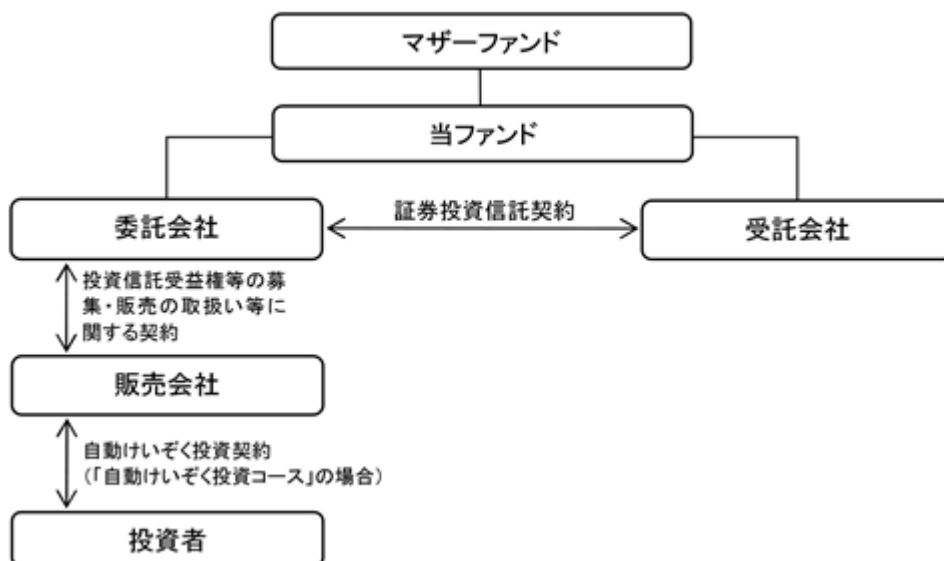 マザーファンド
当ファンド
委託会社
証券投資信託契約
受託会社
投資信託受益権等の募
集・販売の取扱い等に
関する契約
販売会社
自動けいぞく投資契約
(「自動けいぞく投資コース」の場合)
投資者